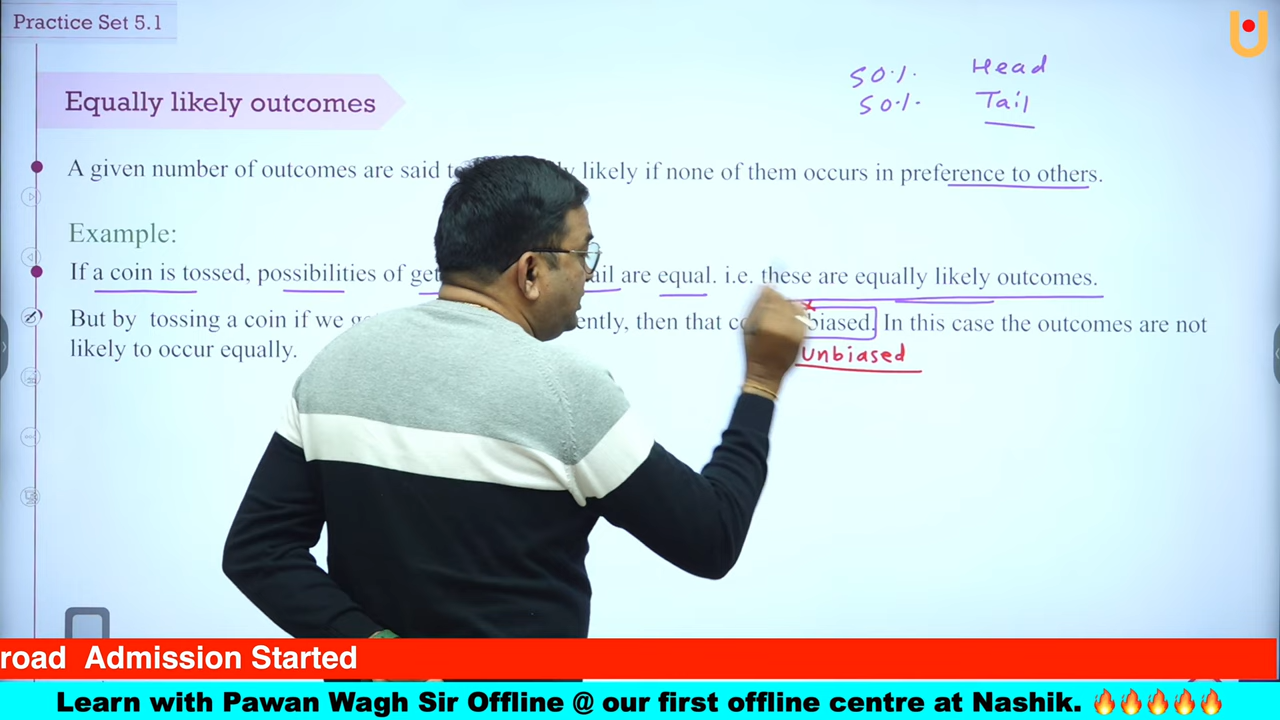 Practice Set 5.1
50%. Head
50%. Tail
Equally likely outcomes
A given number of outcomes are said likely if none of them occurs in preference to others.
Example:
If a coin is tossed, possibilities of are equal. i.e. these are equally likely outcomes.
But by tossing a coin if we then that biased. In this case the outcomes are not
likely to occur equally.
unbiased
road Admission Started
Learn with Pawan Wagh Sir Offline @ our first offline centre at Nashik. 🔥🔥🔥🔥🔥